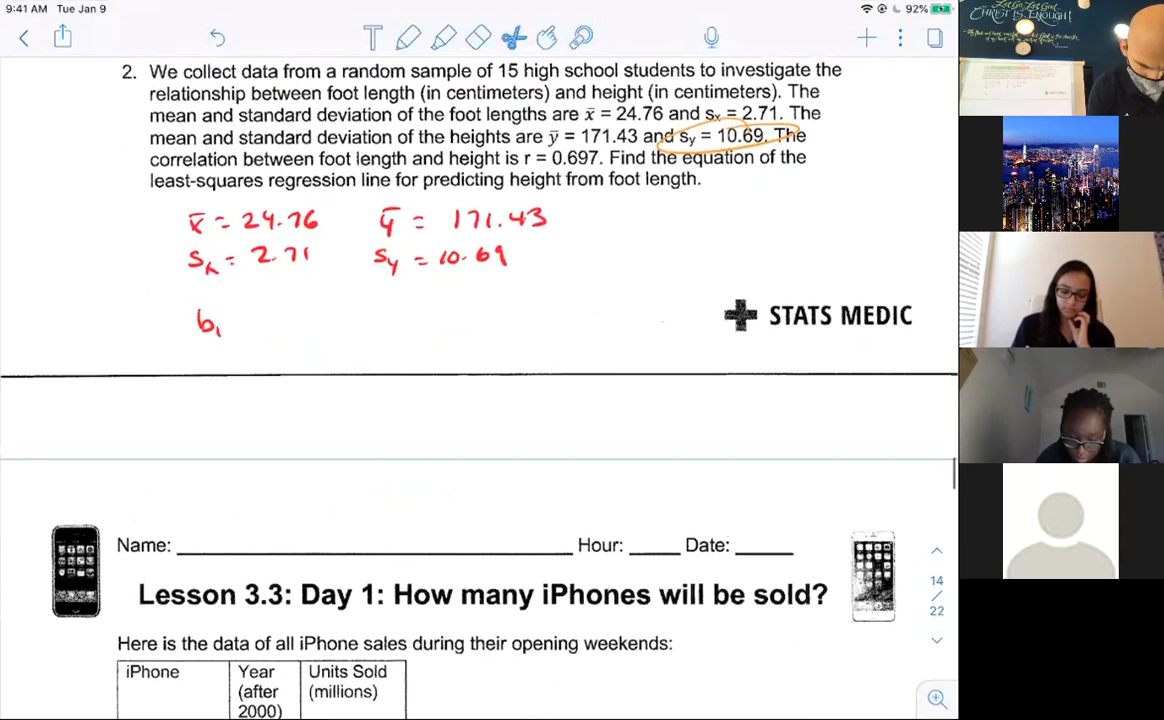 9:41 AM Tue Jan 9
92%
2. We collect data from a random sample of 15 high school students to investigate the
relationship between foot length (in centimeters) and height (in centimeters). The
mean and standard deviation of the foot lengths are x̄ = 24.76 and sₓ = 2.71. The
mean and standard deviation of the heights are ȳ = 171.43 and sᵧ = 10.69. The
correlation between foot length and height is r = 0.697. Find the equation of the
least-squares regression line for predicting height from foot length.
x̄ = 24.76 ȳ = 171.43
sₓ = 2.71 sᵧ = 10.69
b₁
STATS MEDIC
Name: Hour: Date:
Lesson 3.3: Day 1: How many iPhones will be sold?
Here is the data of all iPhone sales during their opening weekends:
iPhone Year (after 2000) Units Sold (millions)
14
/
22
Let Go, Let God
CHRIST IS ENOUGH!